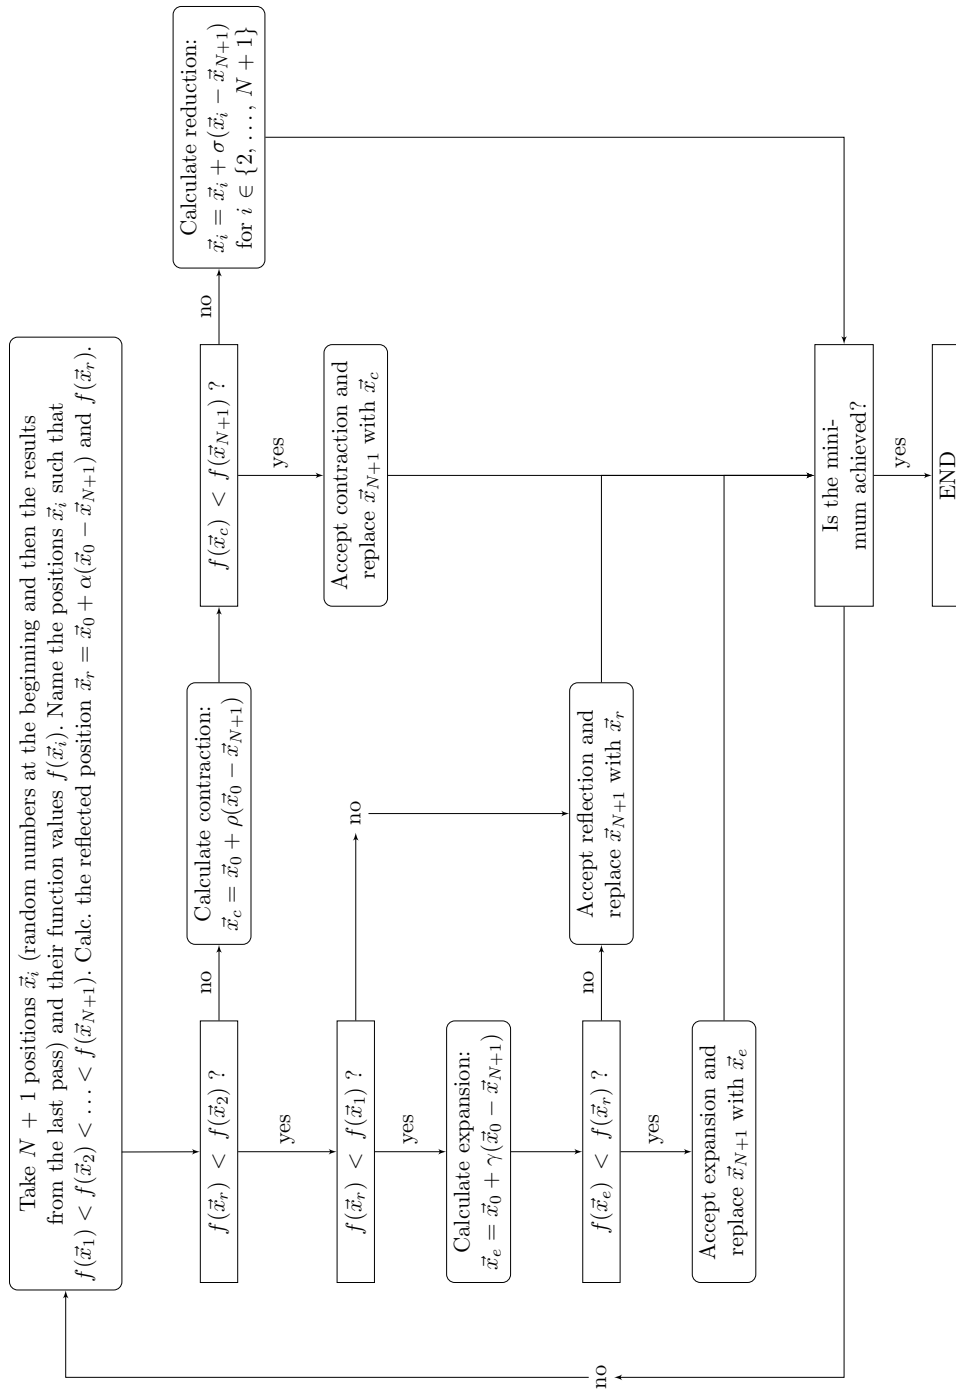 Take N + 1 positions x⃗_i (random numbers at the beginning and then the results
from the last pass) and their function values f(x⃗_i). Name the positions x⃗_i such that
f(x⃗_1) < f(x⃗_2) < … < f(x⃗_{N+1}). Calc. the reflected position x⃗_r = x⃗_0 + α(x⃗_0 − x⃗_{N+1}) and f(x⃗_r).
f(x⃗_r) < f(x⃗_2) ?
no
Calculate contraction:
x⃗_c = x⃗_0 + ρ(x⃗_0 − x⃗_{N+1})
f(x⃗_c) < f(x⃗_{N+1}) ?
no
Calculate reduction:
x⃗_i = x⃗_i + σ(x⃗_i − x⃗_{N+1})
for i ∈ {2, …, N + 1}
yes
yes
f(x⃗_r) < f(x⃗_1) ?
no
Accept contraction and
replace x⃗_{N+1} with x⃗_c
yes
Calculate expansion:
x⃗_e = x⃗_0 + γ(x⃗_0 − x⃗_{N+1})
f(x⃗_e) < f(x⃗_r) ?
no
Accept reflection and
replace x⃗_{N+1} with x⃗_r
yes
Accept expansion and
replace x⃗_{N+1} with x⃗_e
no
Is the mini-
mum achieved?
yes
END